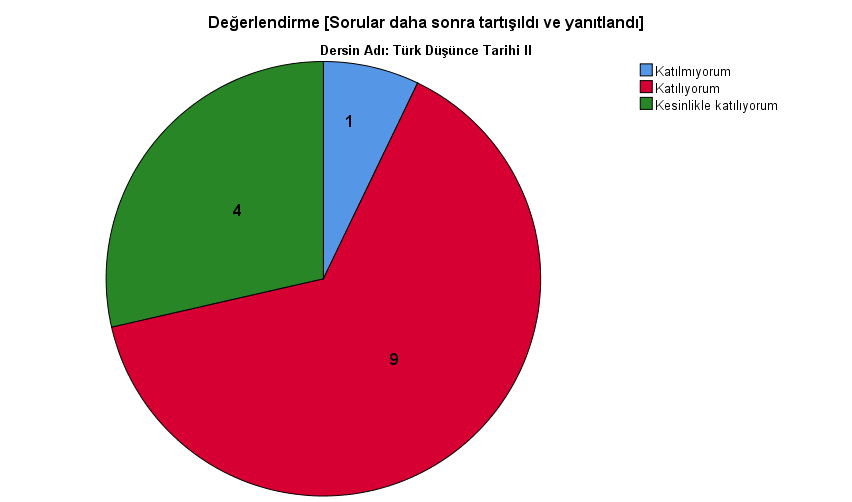 Değerlendirme [Sorular daha sonra tartışıldı ve yanıtlandı]
Dersin Adı: Türk Düşünce Tarihi II
Katılmıyorum
Katılıyorum
Kesinlikle katılıyorum
1
4
9